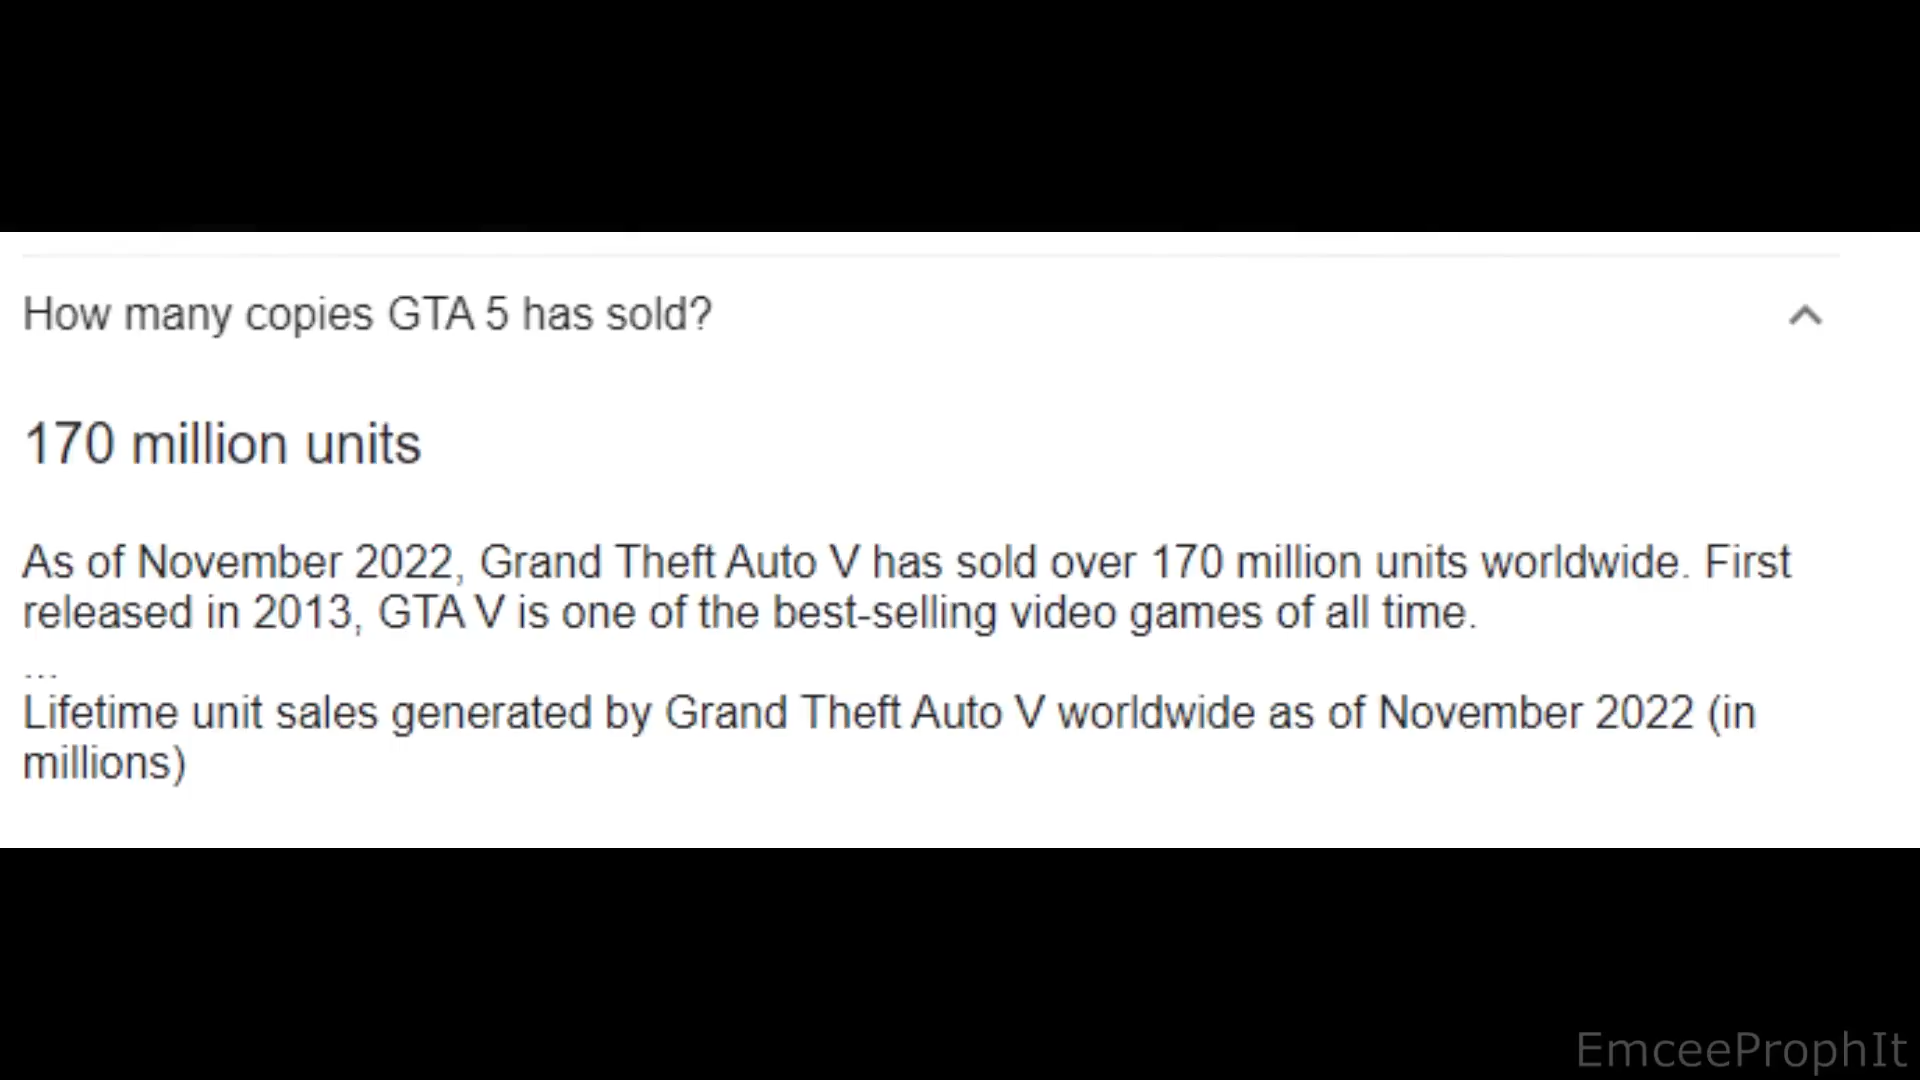 How many copies GTA 5 has sold?
170 million units
As of November 2022, Grand Theft Auto V has sold over 170 million units worldwide. First
released in 2013, GTA V is one of the best-selling video games of all time.
...
Lifetime unit sales generated by Grand Theft Auto V worldwide as of November 2022 (in
millions)
EmceeProphIt